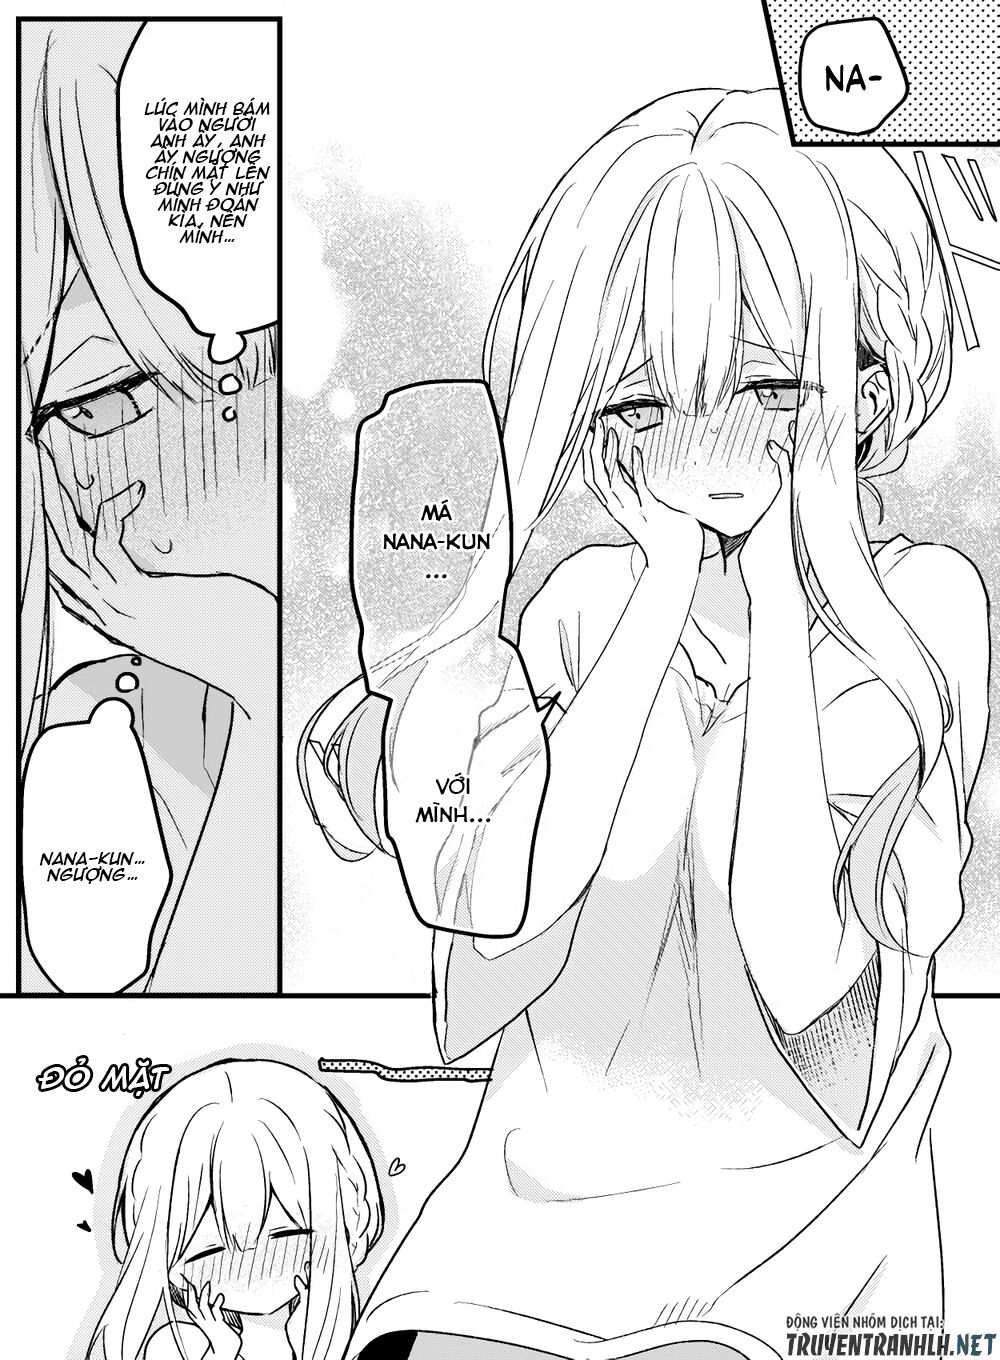 NA-
MÁ
NANA-KUN
...
VỚI
MÌNH...
LÚC MÌNH BÁM
VÀO NGƯỜI
ANH ẤY, ANH
ẤY NGƯỢNG
CHÍN MẶT LÊN
ĐÚNG Ý NHƯ
MÌNH ĐOÁN
KÌA, NÊN
MÌNH...
NANA-KUN...
NGƯỢNG...
ĐỎ MẶT
ĐỘNG VIÊN NHÓM DỊCH TẠI:
TRUYENTRANHLH.NET